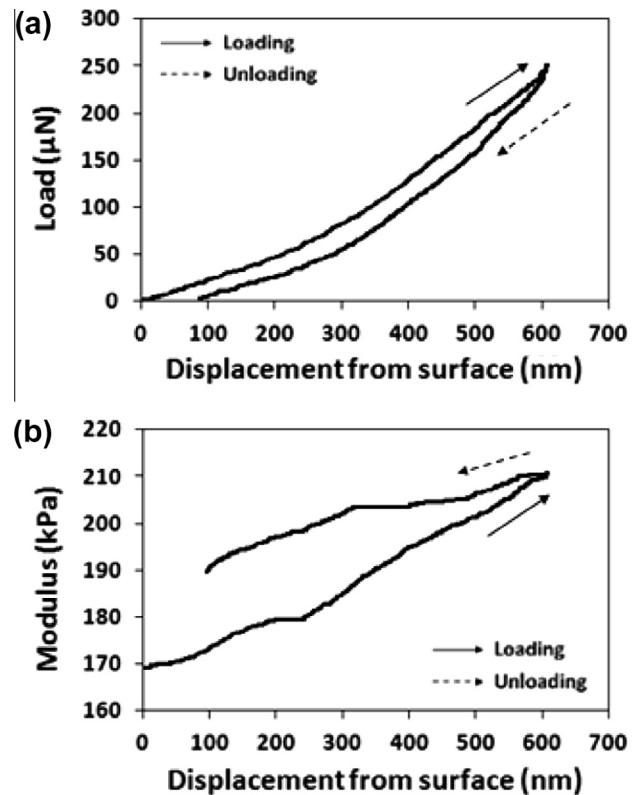 (a)
300
250
200
150
100
50
0
Load (μN)
Loading
Unloading
0 100 200 300 400 500 600 700
Displacement from surface (nm)
(b)
220
210
200
190
180
170
160
Modulus (kPa)
Loading
Unloading
0 100 200 300 400 500 600 700
Displacement from surface (nm)